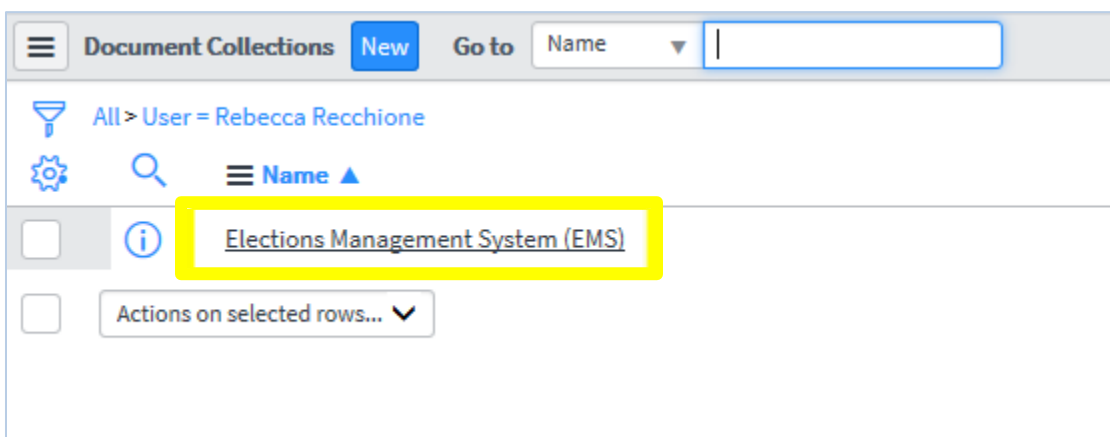 Document Collections New Go to Name
All > User = Rebecca Recchione
Name
Elections Management System (EMS)
Actions on selected rows...